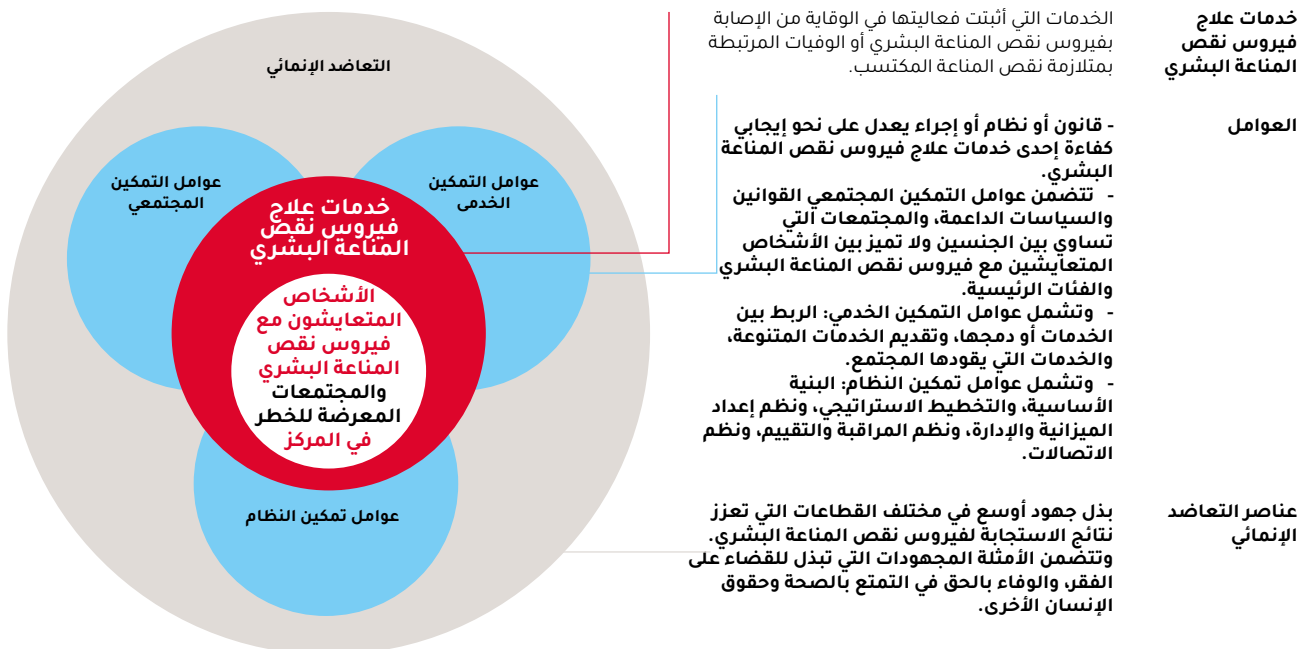 خدمات علاج
فيروس نقص
المناعة البشري
الخدمات التي أثبتت فعاليتها في الوقاية من الإصابة
بفيروس نقص المناعة البشري أو الوفيات المرتبطة
بمتلازمة نقص المناعة المكتسب.
العوامل
- قانون أو نظام أو إجراء يعدل على نحو إيجابي
كفاءة إحدى خدمات علاج فيروس نقص المناعة
البشري.
- تتضمن عوامل التمكين المجتمعي القوانين
والسياسات الداعمة، والمجتمعات التي
تساوي بين الجنسين ولا تميز بين الأشخاص
المتعايشين مع فيروس نقص المناعة البشري
والفئات الرئيسية.
- وتشمل عوامل التمكين الخدمي: الربط بين
الخدمات أو دمجها، وتقديم الخدمات المتنوعة،
والخدمات التي يقودها المجتمع.
- وتشمل عوامل تمكين النظام: البنية
الأساسية، والتخطيط الاستراتيجي، ونظم إعداد
الميزانية والإدارة، ونظم المراقبة والتقييم، ونظم
الاتصالات.
عناصر التعاضد
الإنمائي
بذل جهود أوسع في مختلف القطاعات التي تعزز
نتائج الاستجابة لفيروس نقص المناعة البشري.
وتتضمن الأمثلة المجهودات التي تبذل للقضاء على
الفقر، والوفاء بالحق في التمتع بالصحة وحقوق
الإنسان الأخرى.
التعاضد الإنمائي
عوامل التمكين
الخدمى
عوامل التمكين
المجتمعي
خدمات علاج
فيروس نقص
المناعة البشري
الأشخاص
المتعايشون مع
فيروس نقص
المناعة البشري
والمجتمعات
المعرضة للخطر
في المركز
عوامل تمكين النظام